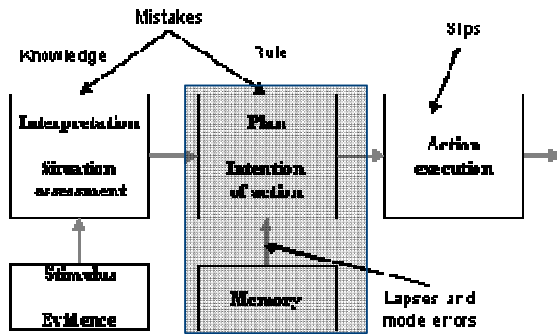 Mistakes
Slips
Knowledge
Rule
Interpretation
Situation
assessment
Plan
Intention
of action
Action
execution
Stimulus
Evidence
Memory
Lapses and
mode errors